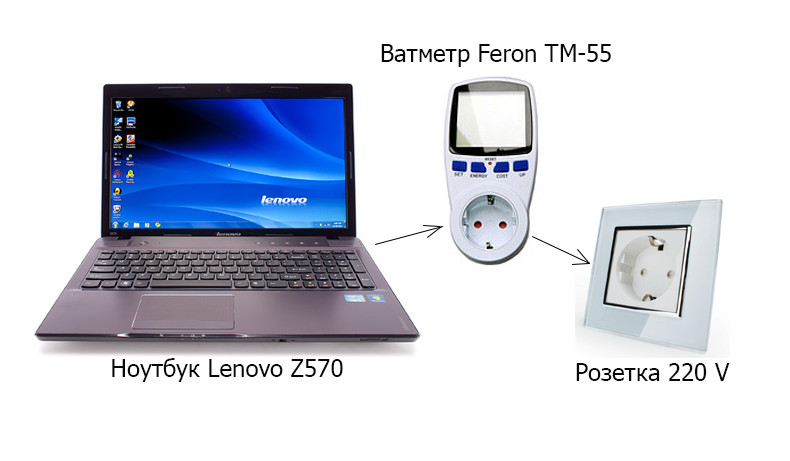 Ватметр Feron TM-55
RESET
SET ENERGY COST UP
lenovo
lenovo
Ноутбук Lenovo Z570
Розетка 220 V